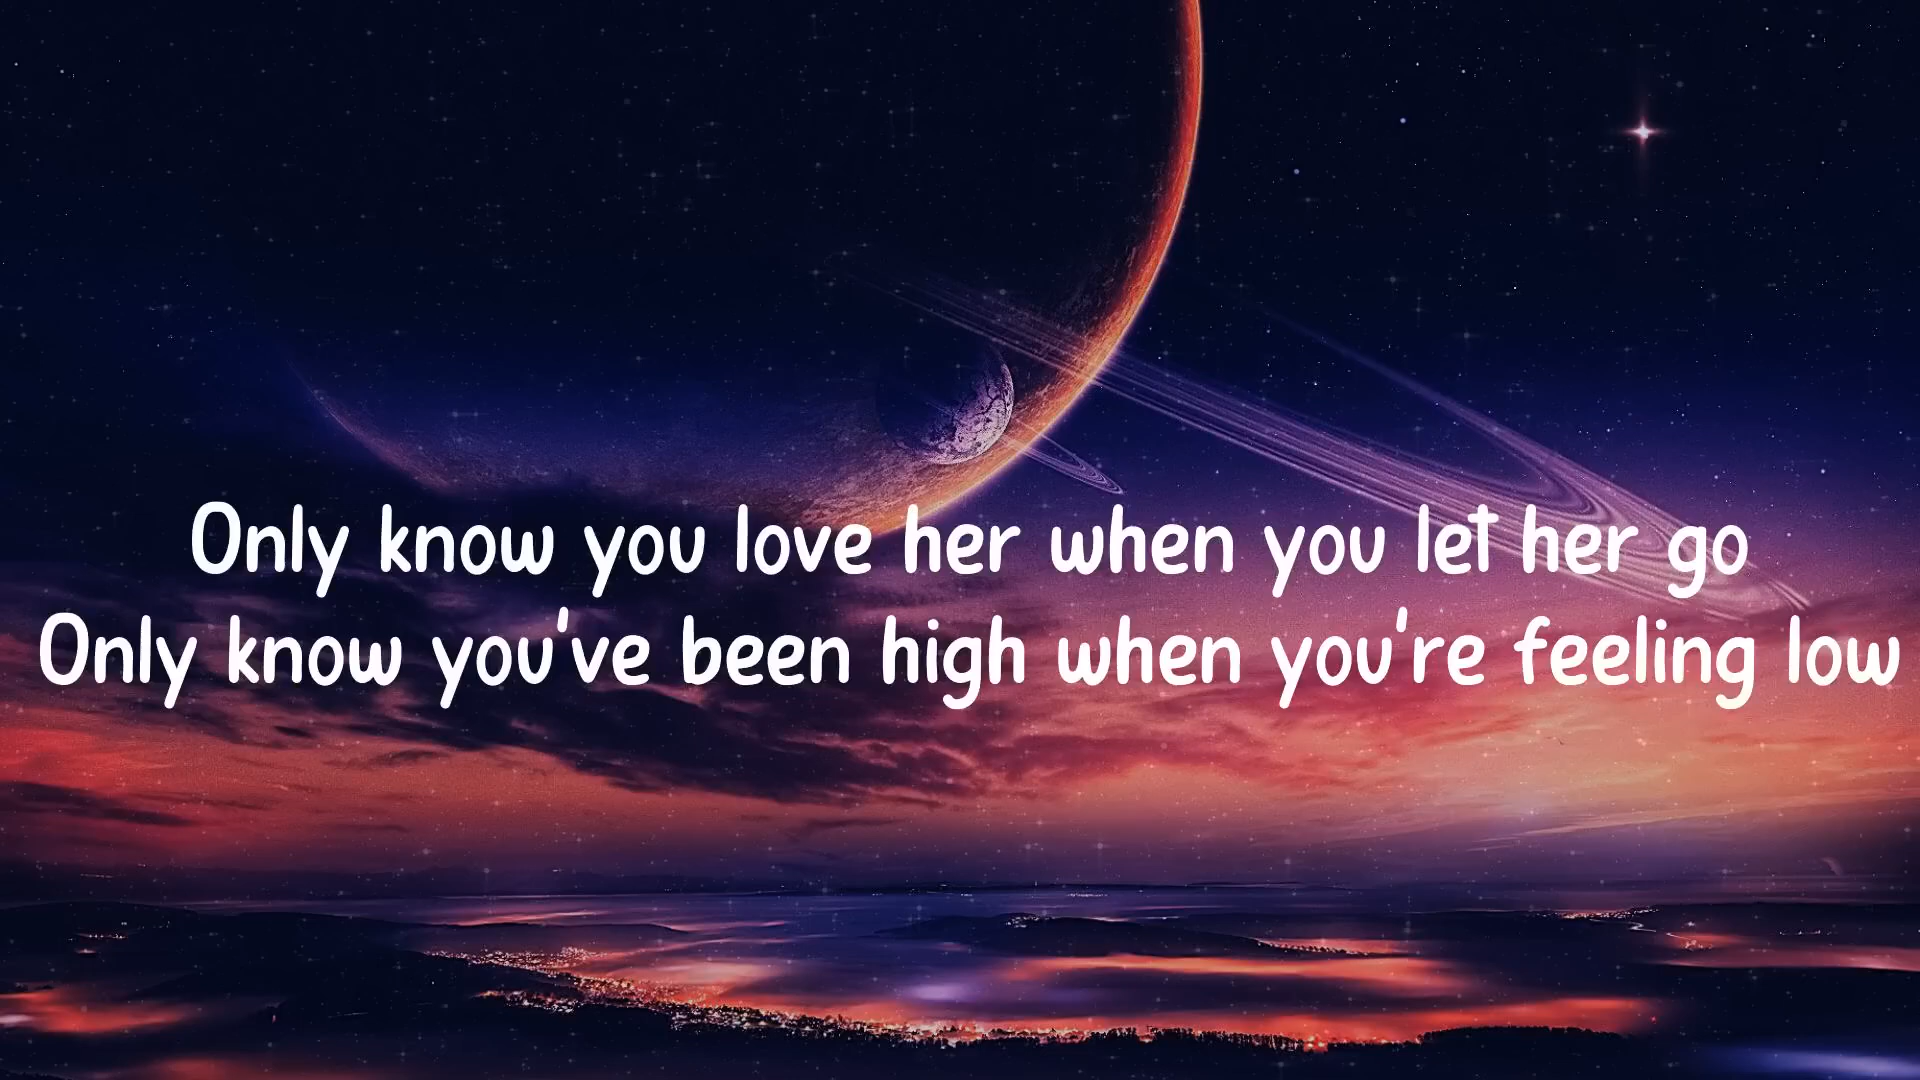 Only know you love her when you let her go
Only know you've been high when you're feeling low